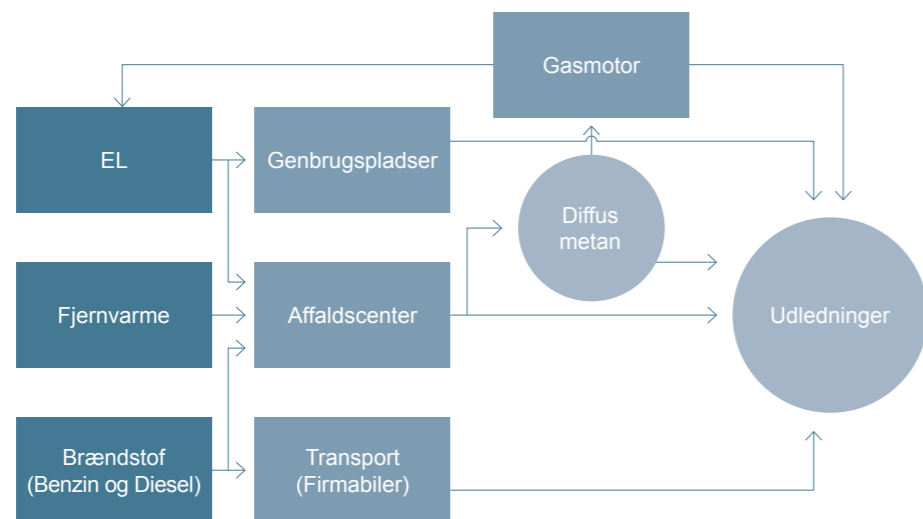 Gasmotor
EL
Genbrugspladser
Diffus
metan
Fjernvarme
Affaldscenter
Udledninger
Brændstof
(Benzin og Diesel)
Transport
(Firmabiler)